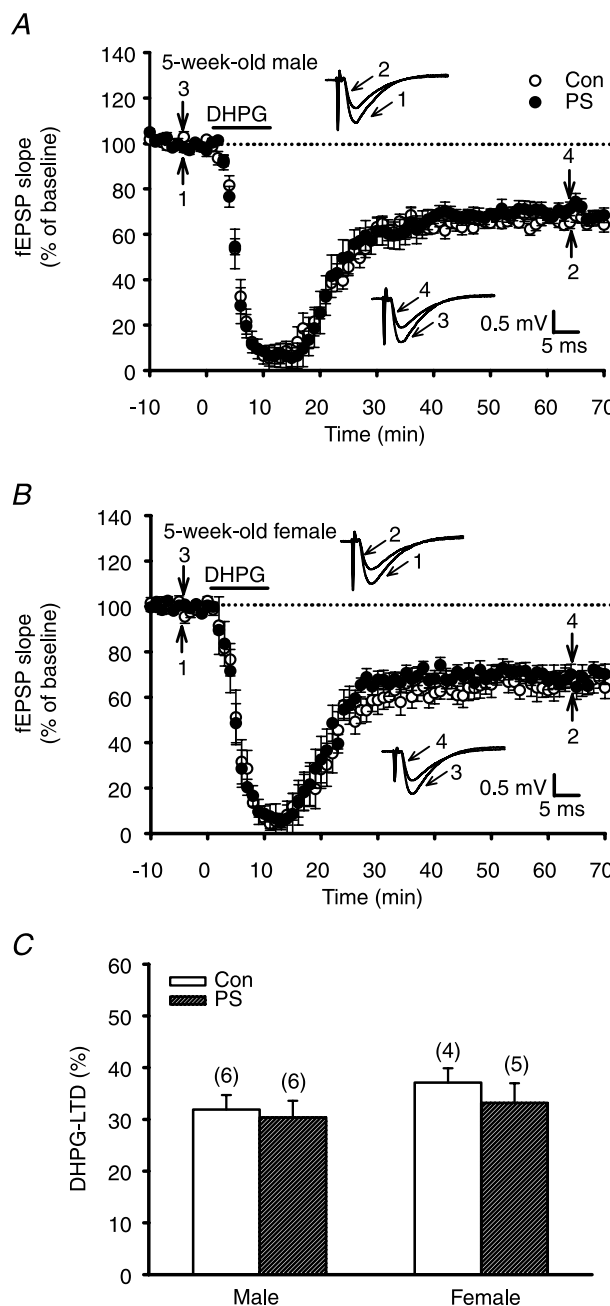 A
140
5-week-old male
2
Con
120
3
DHPG
1
PS
100
4
80
fEPSP slope
(% of baseline)
1
60
2
4
40
3
0.5 mV
20
5 ms
0
-10 0 10 20 30 40 50 60 70
Time (min)
B
140
5-week-old female
2
120
3
DHPG
1
100
4
80
fEPSP slope
(% of baseline)
1
60
2
4
40
3
0.5 mV
20
5 ms
0
-10 0 10 20 30 40 50 60 70
Time (min)
C
60
Con
50
PS
(4)
40
(6) (6)
(5)
DHPG-LTD (%)
30
20
10
0
Male Female